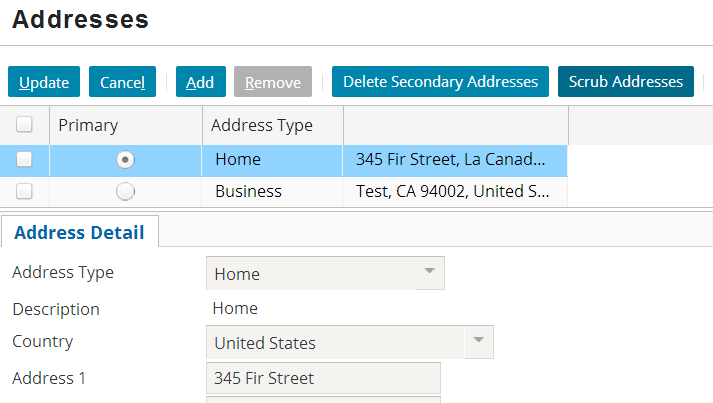 Addresses
Update Cancel Add Remove Delete Secondary Addresses Scrub Addresses
Primary Address Type
Home 345 Fir Street, La Canad...
Business Test, CA 94002, United S...
Address Detail
Address Type Home
Description Home
Country United States
Address 1 345 Fir Street